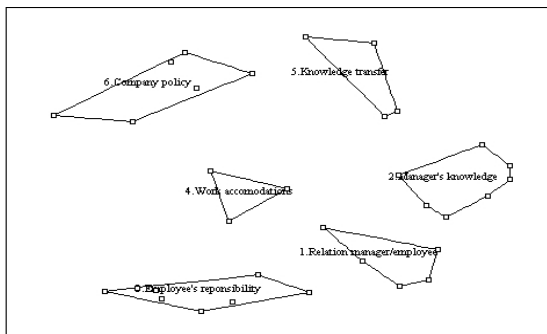 6.Company policy
5.Knowledge transfer
2.Manager's knowledge
4.Work accomodations
1.Relation manager/employee
Employee's reponsibility